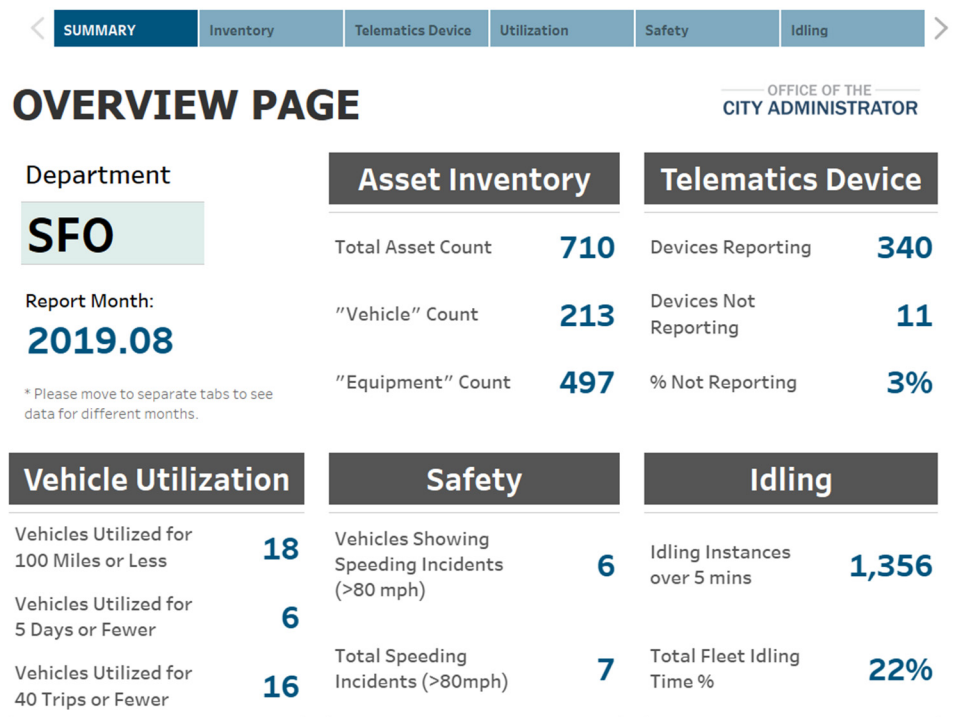 SUMMARY
Inventory
Telematics Device
Utilization
Safety
Idling
OVERVIEW PAGE
OFFICE OF THE
CITY ADMINISTRATOR
Department
SFO
Report Month:
2019.08
* Please move to separate tabs to see
data for different months.
Asset Inventory
Total Asset Count 710
"Vehicle" Count 213
"Equipment" Count 497
Telematics Device
Devices Reporting 340
Devices Not
Reporting 11
% Not Reporting 3%
Vehicle Utilization
Vehicles Utilized for
100 Miles or Less 18
Vehicles Utilized for
5 Days or Fewer 6
Vehicles Utilized for
40 Trips or Fewer 16
Safety
Vehicles Showing
Speeding Incidents 6
(>80 mph)
Total Speeding
Incidents (>80mph) 7
Idling
Idling Instances
over 5 mins 1,356
Total Fleet Idling
Time % 22%